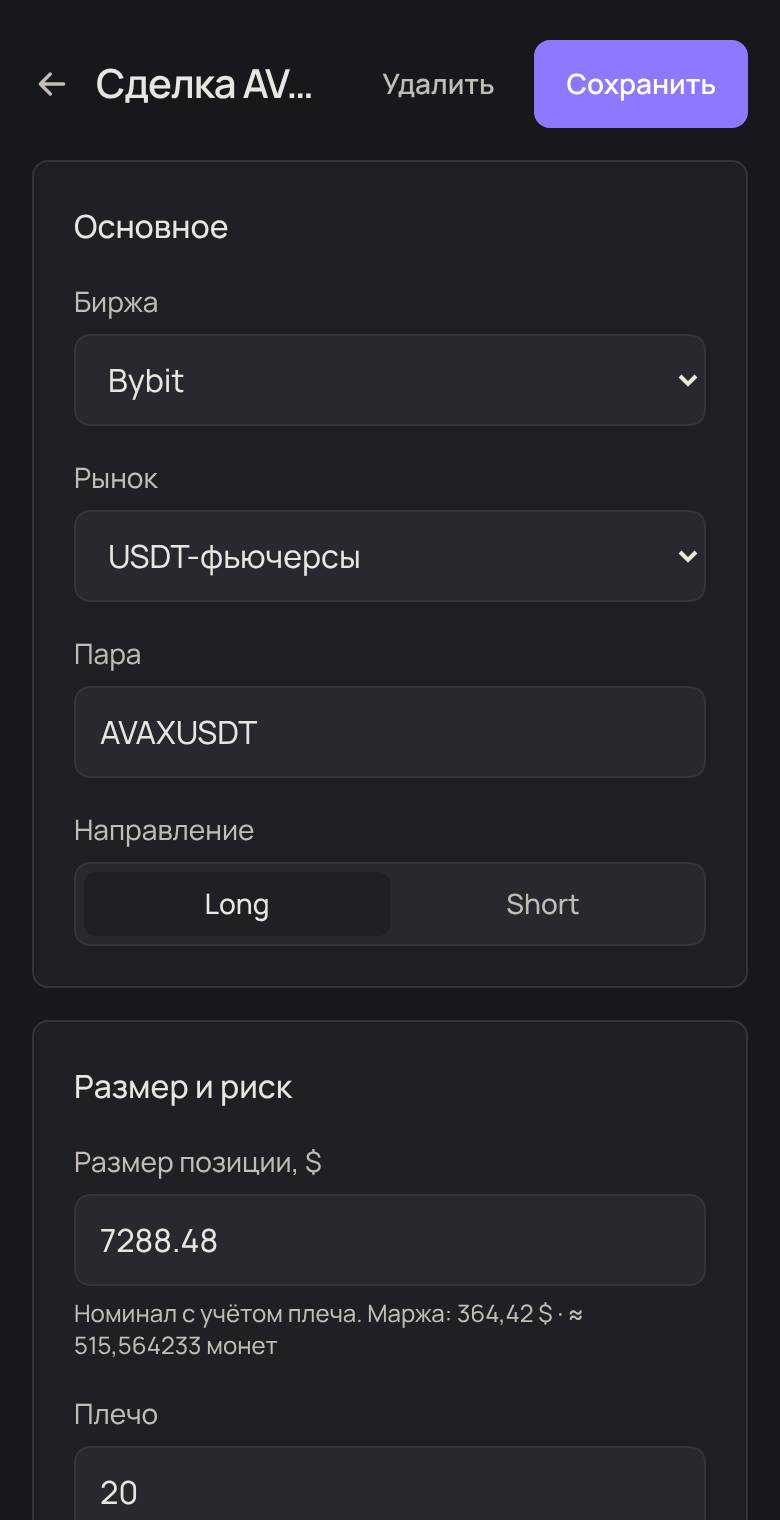 Сделка AV...
Удалить
Сохранить
Основное
Биржа
Bybit
Рынок
USDT-фьючерсы
Пара
AVAXUSDT
Направление
Long
Short
Размер и риск
Размер позиции, $
7288.48
Номинал с учётом плеча. Маржа: 364,42 $ · ≈
515,564233 монет
Плечо
20